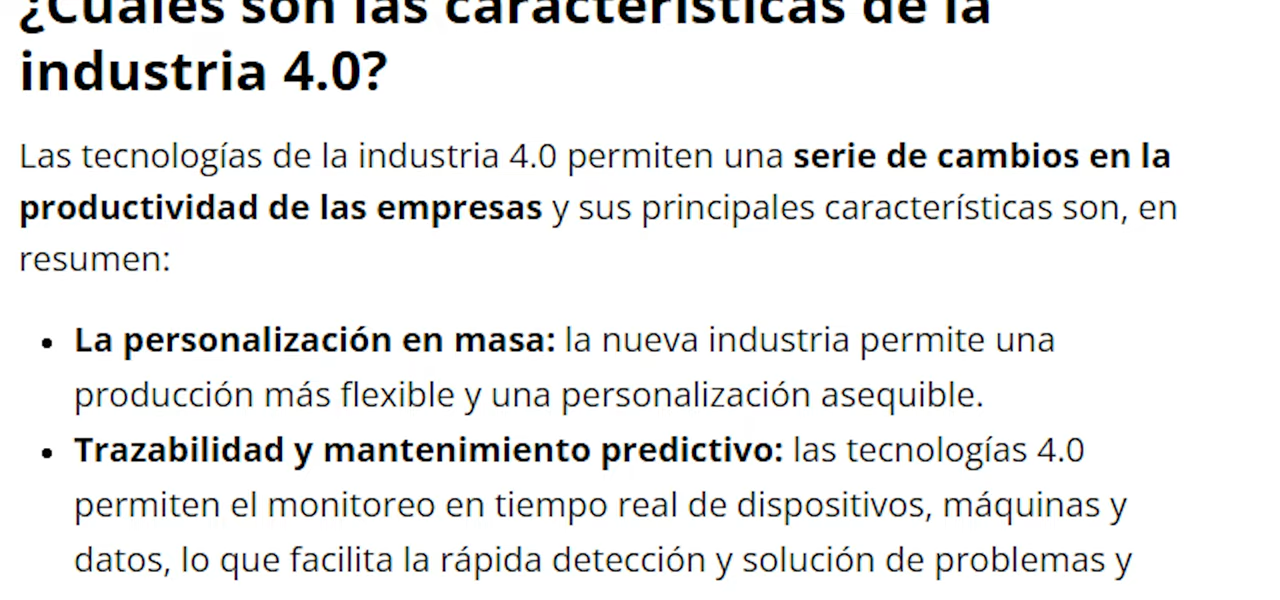 ¿Cuáles son las características de la
industria 4.0?
Las tecnologías de la industria 4.0 permiten una serie de cambios en la
productividad de las empresas y sus principales características son, en
resumen:
• La personalización en masa: la nueva industria permite una
producción más flexible y una personalización asequible.
• Trazabilidad y mantenimiento predictivo: las tecnologías 4.0
permiten el monitoreo en tiempo real de dispositivos, máquinas y
datos, lo que facilita la rápida detección y solución de problemas y